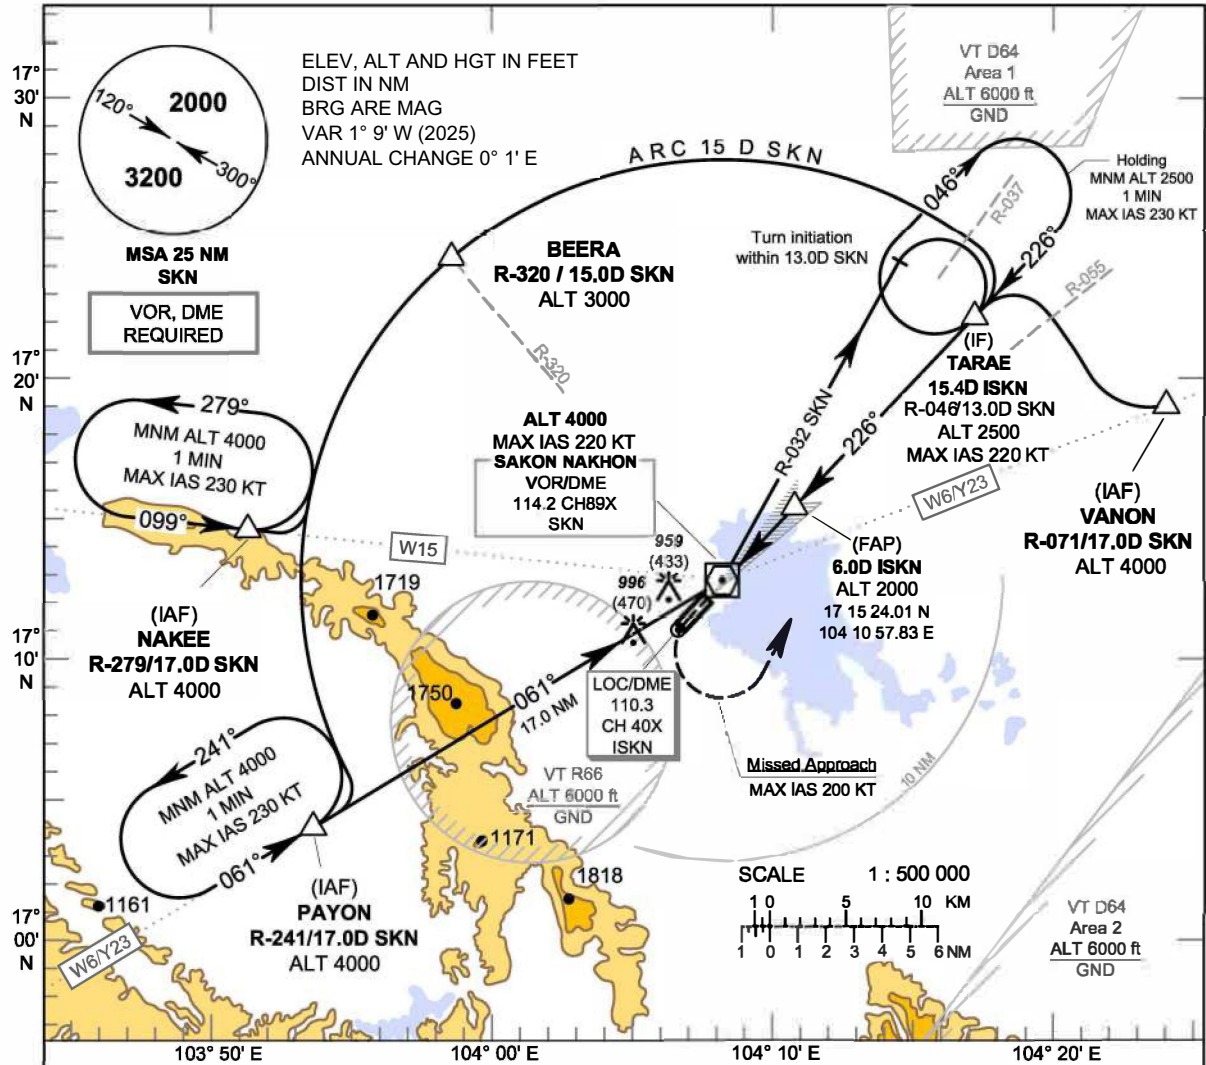 17°
30'
N
17°
20'
N
17°
10'
N
17°
00'
N
103° 50' E
104° 00' E
104° 10' E
104° 20' E
2000
3200
120°
300°
MSA 25 NM
SKN
VOR, DME
REQUIRED
ELEV, ALT AND HGT IN FEET
DIST IN NM
BRG ARE MAG
VAR 1° 9' W (2025)
ANNUAL CHANGE 0° 1' E
VT D64
Area 1
ALT 6000 ft
GND
ARC 15 D SKN
046°
R-037
Holding
MNM ALT 2500
1 MIN
MAX IAS 230 KT
226°
R-055
Turn initiation
within 13.0D SKN
BEERA
R-320 / 15.0D SKN
ALT 3000
R-320
(IF)
TARAE
15.4D ISKN
R-046/13.0D SKN
ALT 2500
MAX IAS 220 KT
R-032 SKN
226°
279°
MNM ALT 4000
1 MIN
MAX IAS 230 KT
099°
ALT 4000
MAX IAS 220 KT
SAKON NAKHON
VOR/DME
114.2 CH89X
SKN
W6/Y23
(IAF)
VANON
R-071/17.0D SKN
ALT 4000
W15
959
(433)
996
(470)
(FAP)
6.0D ISKN
ALT 2000
17 15 24.01 N
104 10 57.83 E
(IAF)
NAKEE
R-279/17.0D SKN
ALT 4000
1719
1750
061°
17.0 NM
LOC/DME
110.3
CH 40X
ISKN
241°
MNM ALT 4000
1 MIN
MAX IAS 230 KT
061°
VT R66
ALT 6000 ft
GND
Missed Approach
MAX IAS 200 KT
10 NM
1171
1818
1161
(IAF)
PAYON
R-241/17.0D SKN
ALT 4000
W6/Y23
SCALE 1 : 500 000
1 0 5 10 KM
1 0 1 2 3 4 5 6 NM
VT D64
Area 2
ALT 6000 ft
GND